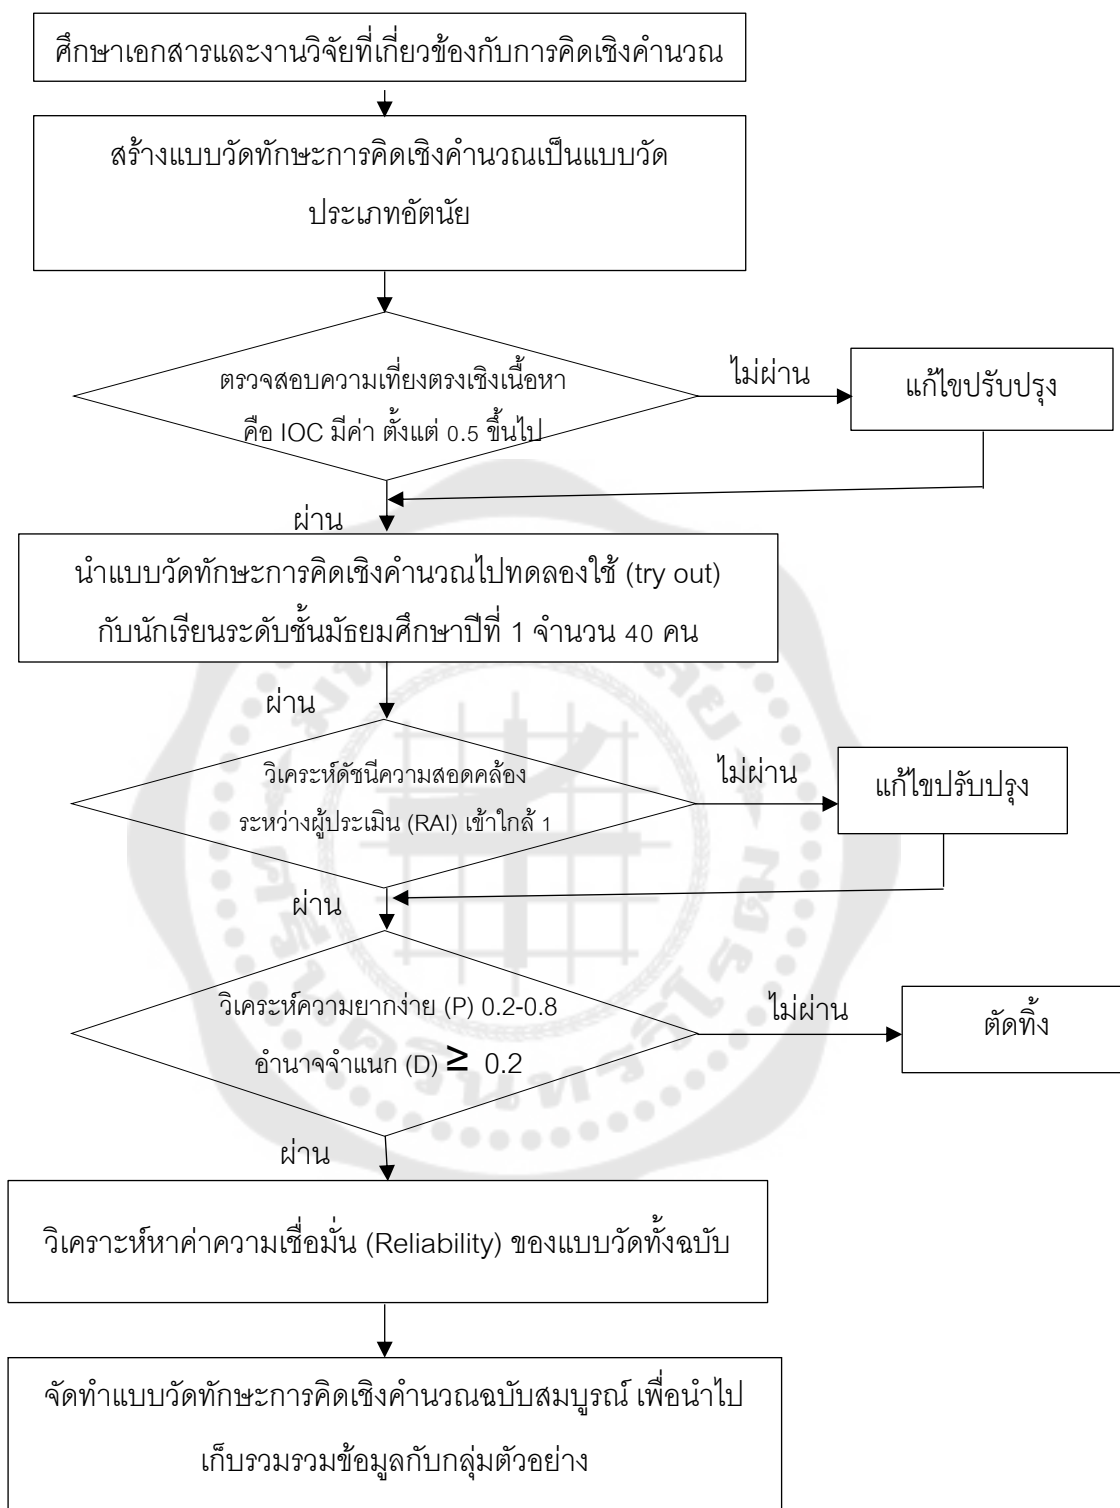 ศึกษาเอกสารและงานวิจัยที่เกี่ยวข้องกับการคิดเชิงคำนวณ
สร้างแบบวัดทักษะการคิดเชิงคำนวณเป็นแบบวัด
ประเภทอัตนัย
ตรวจสอบความเที่ยงตรงเชิงเนื้อหา
คือ IOC มีค่า ตั้งแต่ 0.5 ขึ้นไป
ไม่ผ่าน
แก้ไขปรับปรุง
ผ่าน
นำแบบวัดทักษะการคิดเชิงคำนวณไปทดลองใช้ (try out)
กับนักเรียนระดับชั้นมัธยมศึกษาปีที่ 1 จำนวน 40 คน
ผ่าน
วิเคระห์ดัชนีความสอดคล้อง
ระหว่างผู้ประเมิน (RAI) เข้าใกล้ 1
ไม่ผ่าน
แก้ไขปรับปรุง
ผ่าน
วิเคระห์ความยากง่าย (P) 0.2-0.8
อำนาจจำแนก (D) ≥ 0.2
ไม่ผ่าน
ตัดทิ้ง
ผ่าน
วิเคราะห์หาค่าความเชื่อมั่น (Reliability) ของแบบวัดทั้งฉบับ
จัดทำแบบวัดทักษะการคิดเชิงคำนวณฉบับสมบูรณ์ เพื่อนำไป
เก็บรวมรวมข้อมูลกับกลุ่มตัวอย่าง